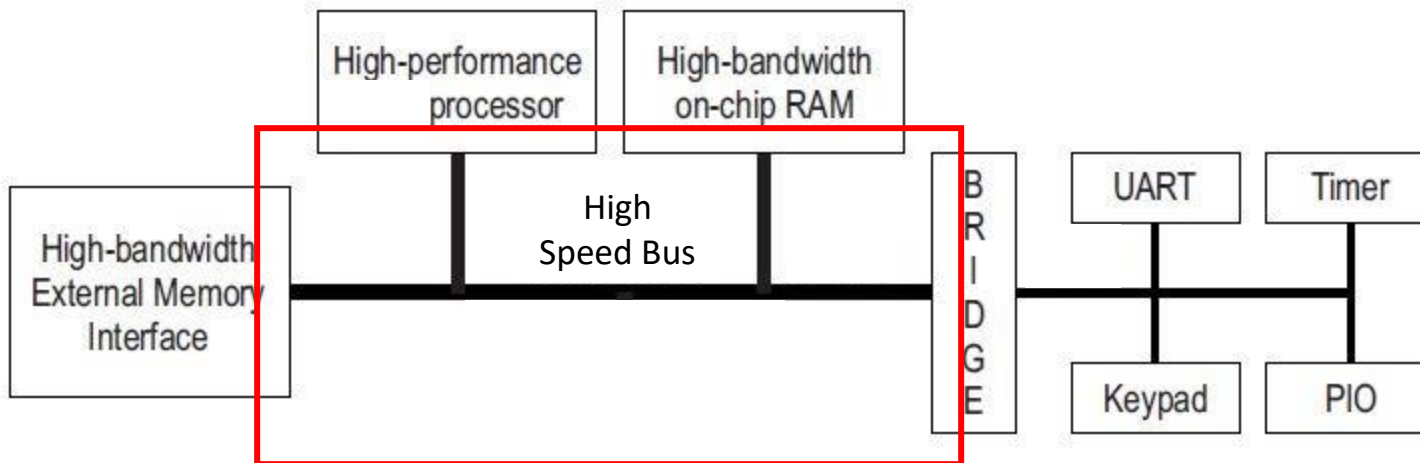 High-performance
processor
High-bandwidth
on-chip RAM
High-bandwidth
External Memory
Interface
High
Speed Bus
B
R
I
D
G
E
UART
Timer
Keypad
PIO